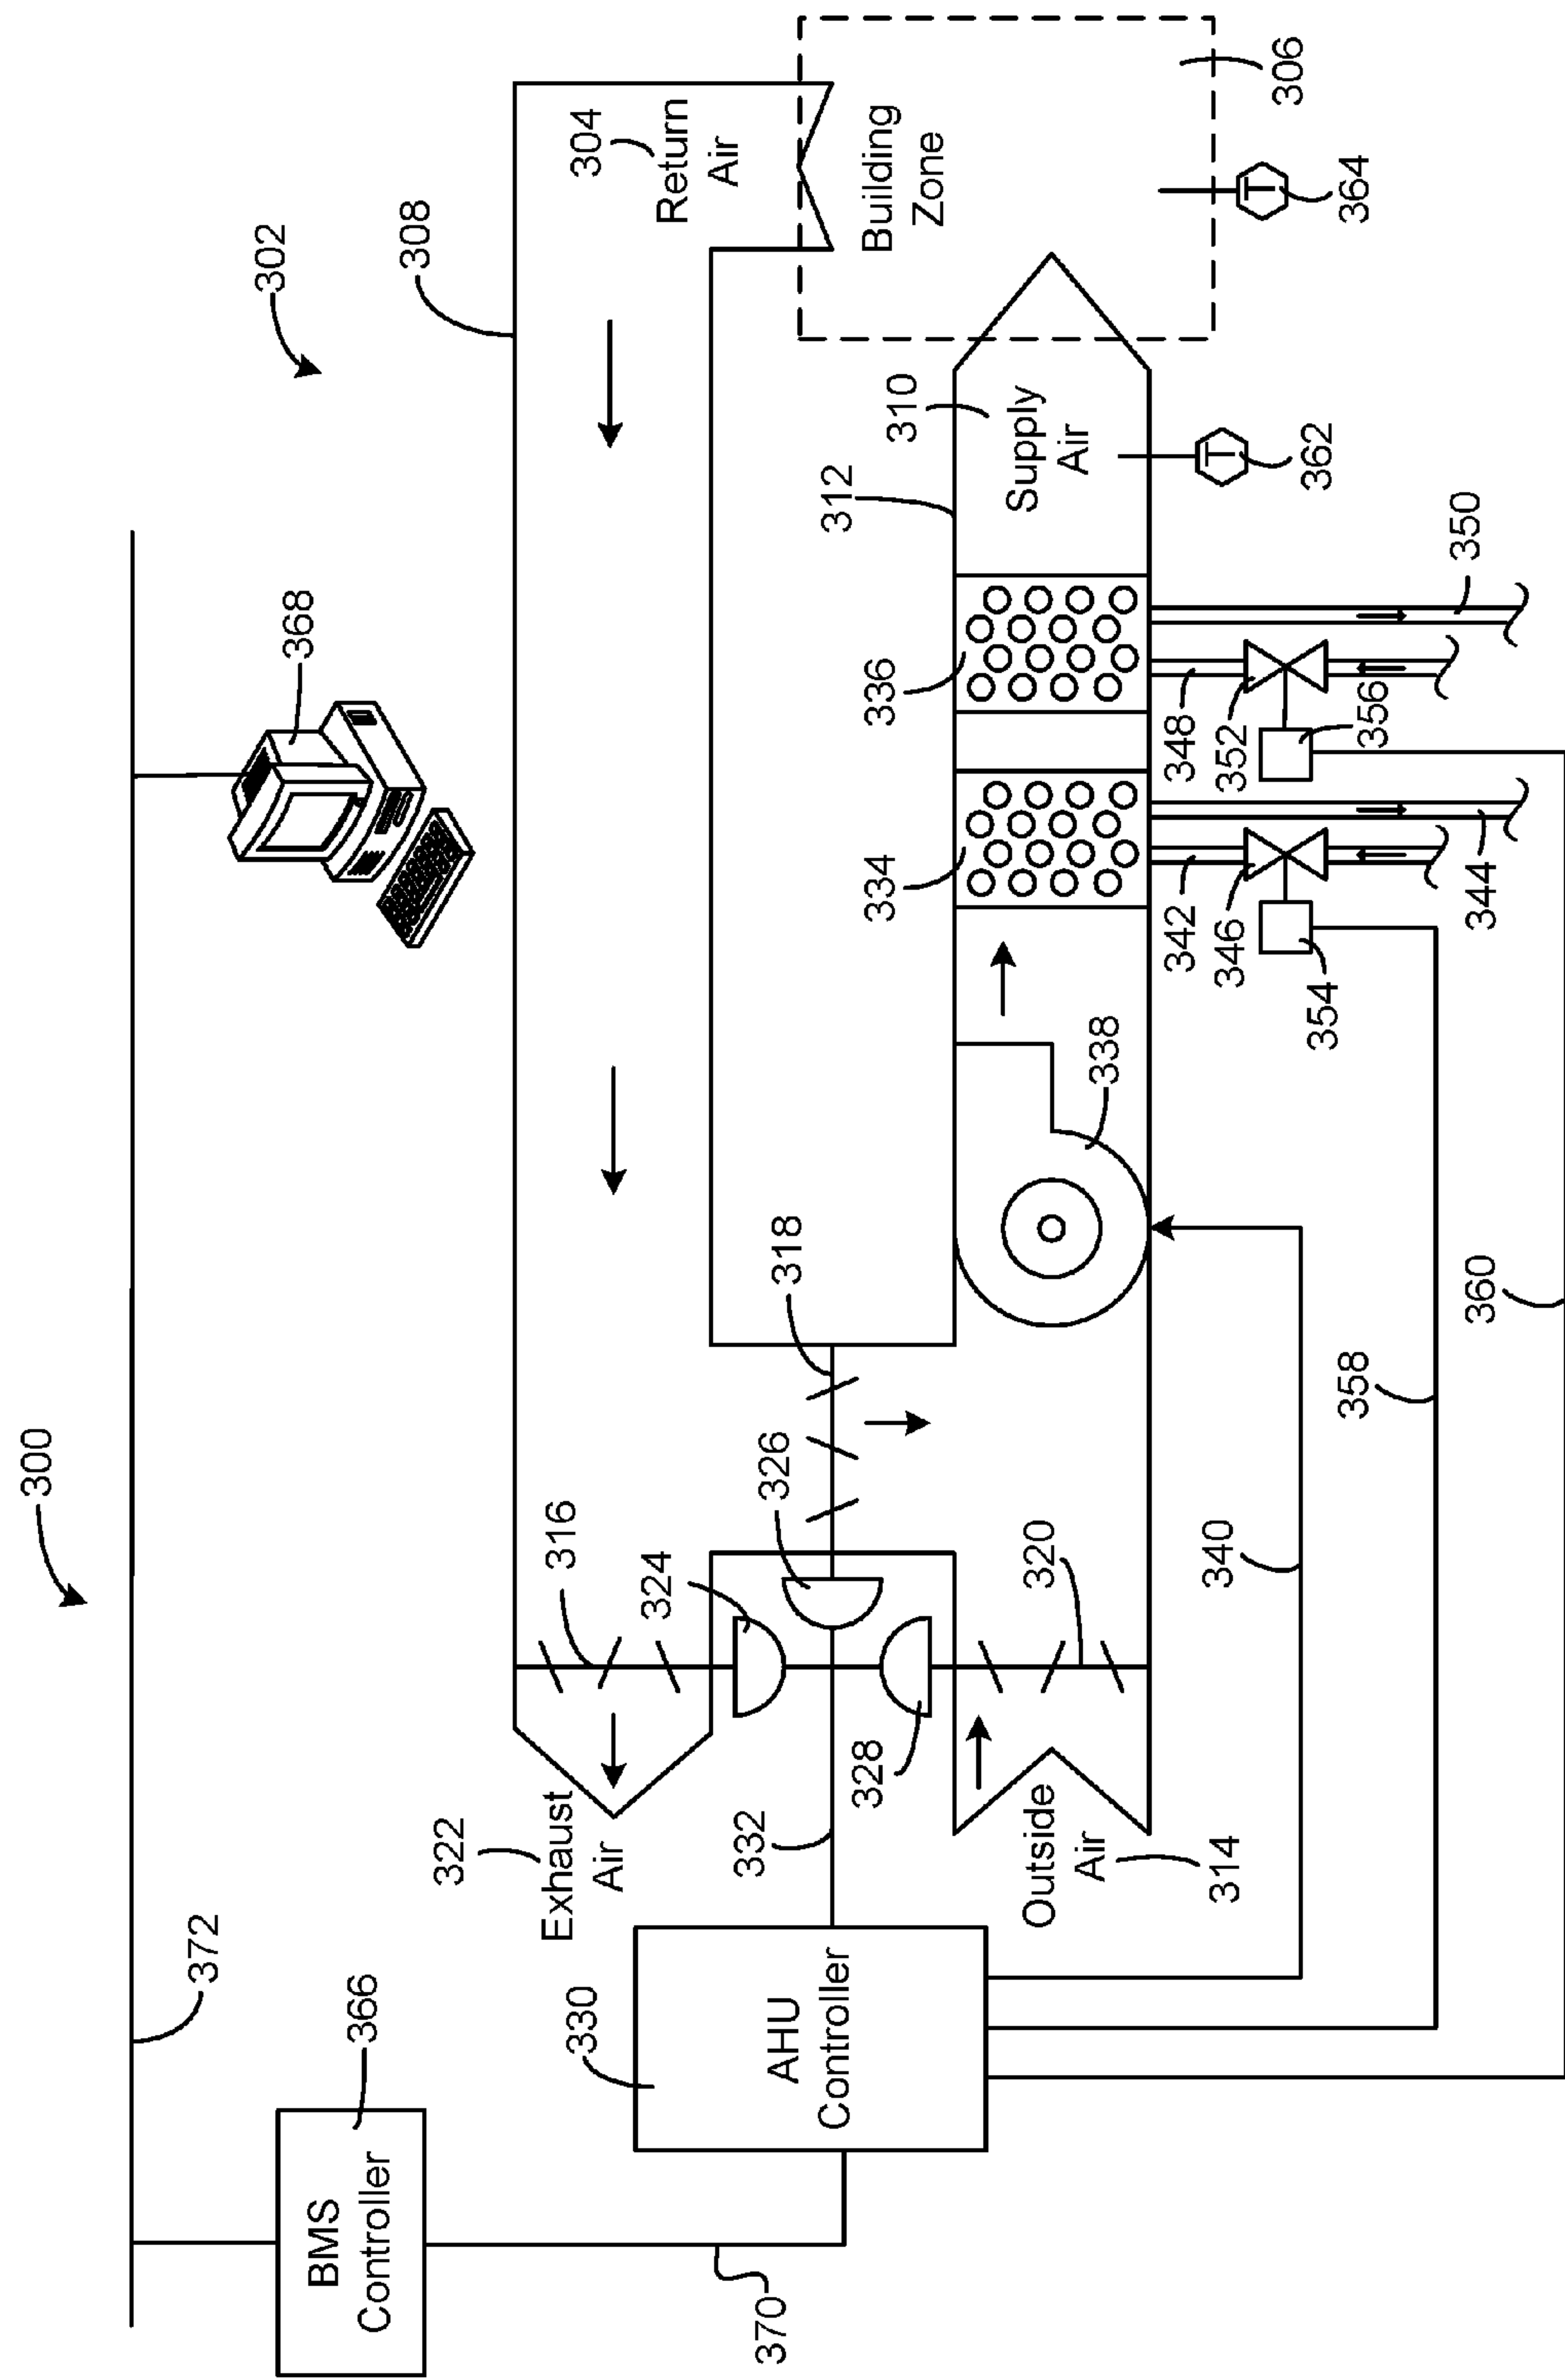 300
372
BMS
Controller
366
368
302
308
304
Return
Air
Building
Zone
306
370
330
AHU
Controller
322
Exhaust
Air
316
324
326
318
332
328
320
Outside
Air
314
338
334
336
312
310
Supply
Air
362
364
342
346
354
344
348
352
356
350
340
358
360